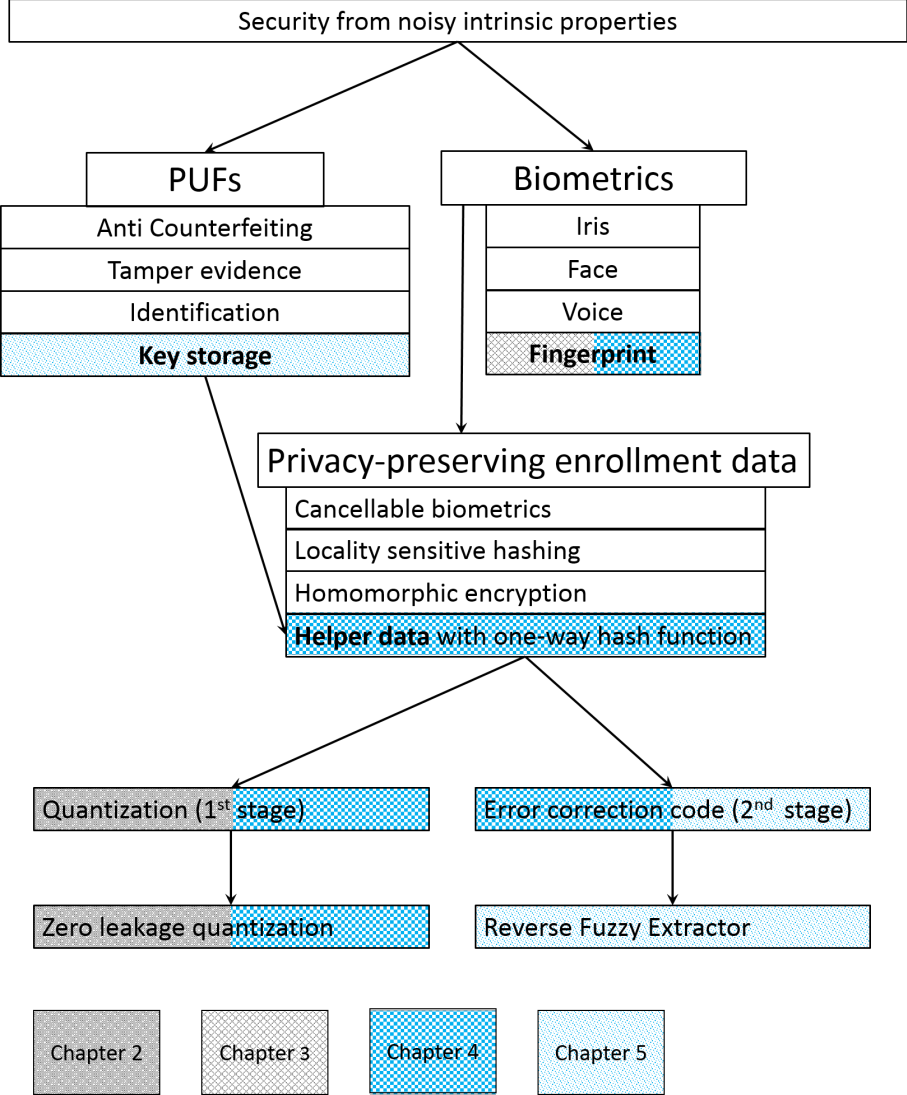 Security from noisy intrinsic properties
PUFs
Anti Counterfeiting
Tamper evidence
Identification
Key storage
Biometrics
Iris
Face
Voice
Fingerprint
Privacy-preserving enrollment data
Cancellable biometrics
Locality sensitive hashing
Homomorphic encryption
Helper data with one-way hash function
Quantization (1st stage)
Error correction code (2nd stage)
Zero leakage quantization
Reverse Fuzzy Extractor
Chapter 2
Chapter 3
Chapter 4
Chapter 5